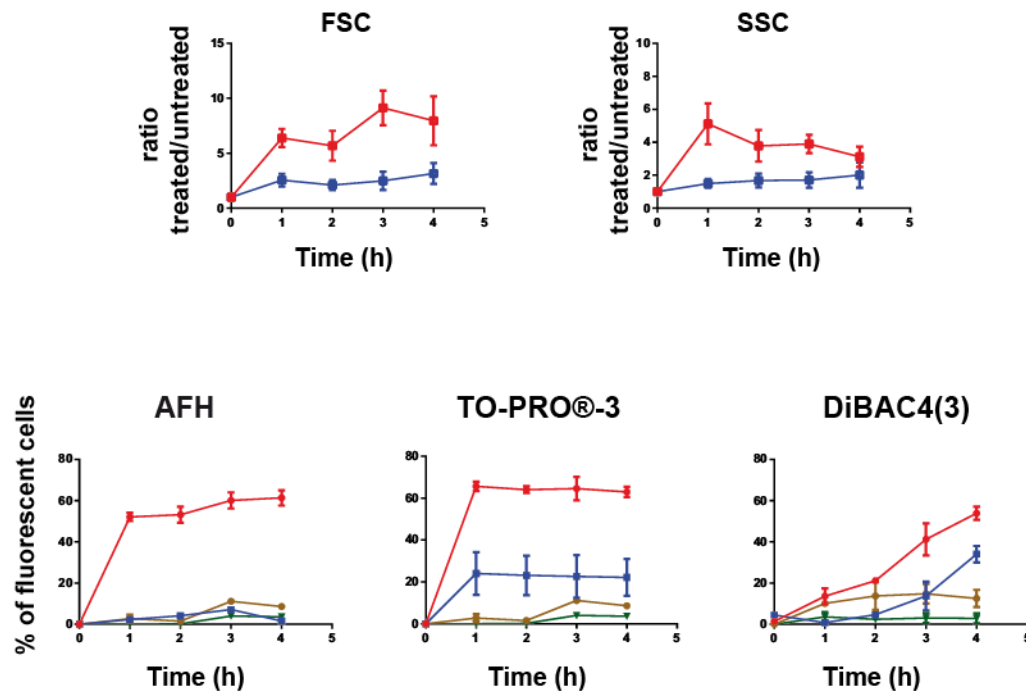 FSC
ratio
treated/untreated
15
10
5
0
0 1 2 3 4 5
Time (h)
SSC
ratio
treated/untreated
10
8
6
4
2
0
0 1 2 3 4 5
Time (h)
AFH
% of fluorescent cells
80
60
40
20
0
0 1 2 3 4 5
Time (h)
TO-PRO®-3
80
60
40
20
0
0 1 2 3 4 5
Time (h)
DiBAC4(3)
80
60
40
20
0
0 1 2 3 4 5
Time (h)